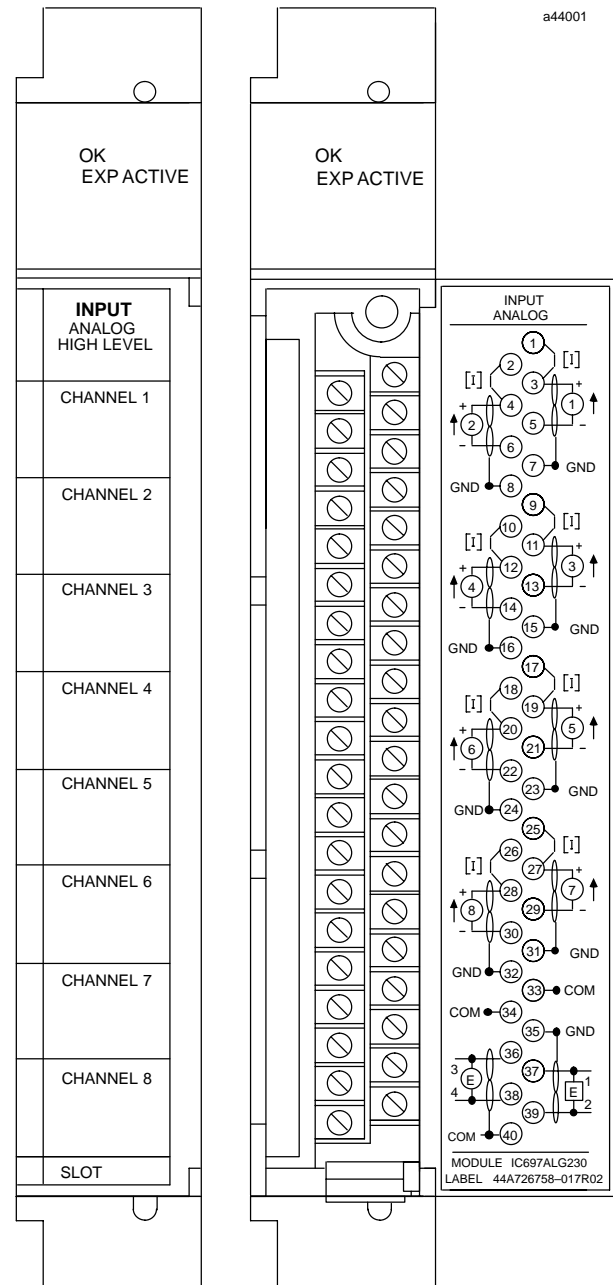 a44001
OK
EXP ACTIVE
INPUT
ANALOG
HIGH LEVEL
CHANNEL 1
CHANNEL 2
CHANNEL 3
CHANNEL 4
CHANNEL 5
CHANNEL 6
CHANNEL 7
CHANNEL 8
SLOT
OK
EXP ACTIVE
INPUT
ANALOG
1
2 [I]
[I] 3 +
+ 4 1
2 5 −
− 6
7 GND
GND 8
9
10 [I]
[I] 11 +
+ 12 3
4 13 −
− 14
15 GND
GND 16
17
18 [I]
[I] 19 +
+ 20 5
6 21 −
− 22
23 GND
GND 24
25
26 [I]
[I] 27 +
+ 28 7
8 29 −
− 30
31 GND
GND 32
33 COM
COM 34
35 GND
36
3 E 37 1
4 38 E
39 2
COM 40
MODULE IC697ALG230
LABEL 44A726758–017R02